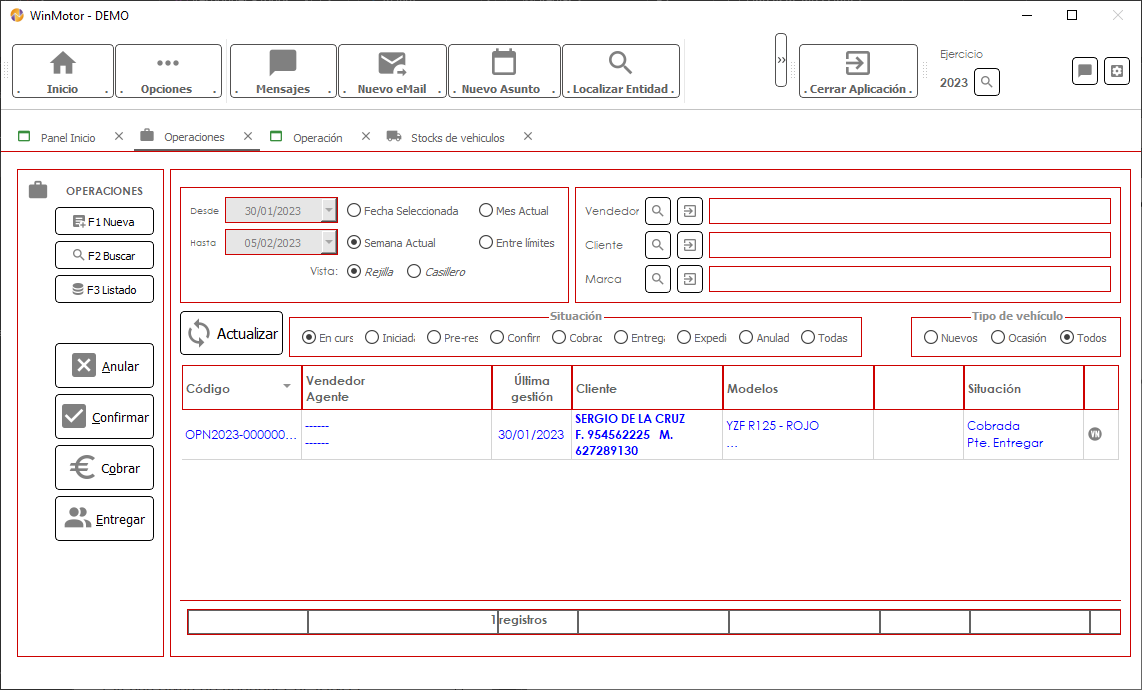 WinMotor - DEMO
Inicio
Opciones
Mensajes
Nuevo eMail
Nuevo Asunto
Localizar Entidad
Cerrar Aplicación
Ejercicio
2023
Panel Inicio
Operaciones
Operación
Stocks de vehiculos
OPERACIONES
F1 Nueva
F2 Buscar
F3 Listado
Anular
Confirmar
Cobrar
Entregar
Desde 30/01/2023 Fecha Seleccionada Mes Actual
Hasta 05/02/2023 Semana Actual Entre límites
Vista: Rejilla Casillero
Vendedor
Cliente
Marca
Actualizar
Situación
En curs Iniciada Pre-res Confirr Cobrac Entrega Expedi Anulad Todas
Tipo de vehículo
Nuevos Ocasión Todos
Código
Vendedor
Agente
Última
gestión
Cliente
Modelos
Situación
OPN2023-000000...
------
------
30/01/2023
SERGIO DE LA CRUZ
F. 954562225 M.
627289130
YZF R125 - ROJO
...
Cobrada
Pte. Entregar
VN
1 registros